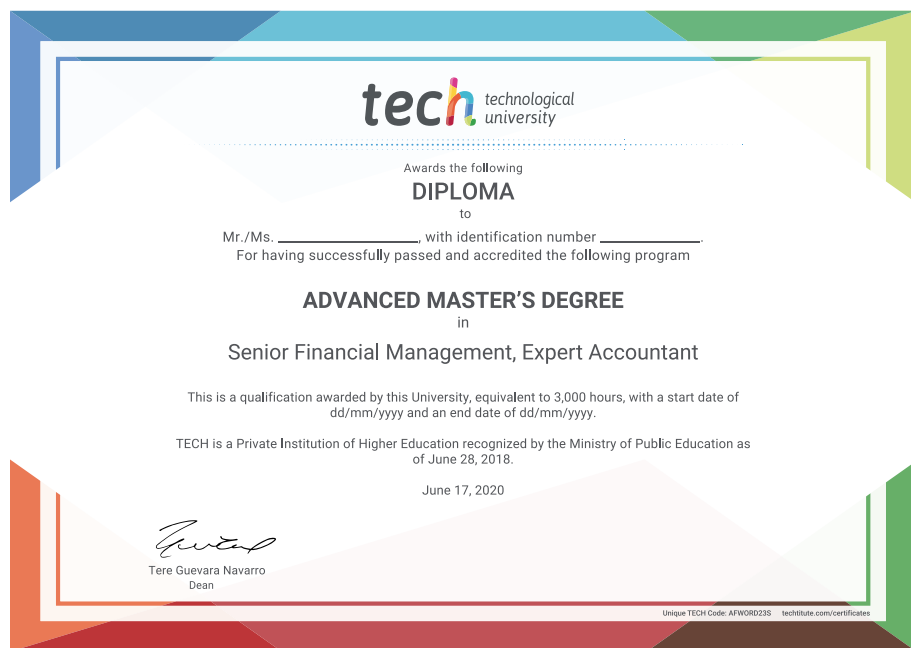 tech technological
university
Awards the following
DIPLOMA
to
Mr./Ms. ____________________, with identification number ______________.
For having successfully passed and accredited the following program
ADVANCED MASTER’S DEGREE
in
Senior Financial Management, Expert Accountant
This is a qualification awarded by this University, equivalent to 3,000 hours, with a start date of
dd/mm/yyyy and an end date of dd/mm/yyyy.
TECH is a Private Institution of Higher Education recognized by the Ministry of Public Education as
of June 28, 2018.
June 17, 2020
Tere Guevara Navarro
Dean
Unique TECH Code: AFWORD23S techtitute.com/certificates